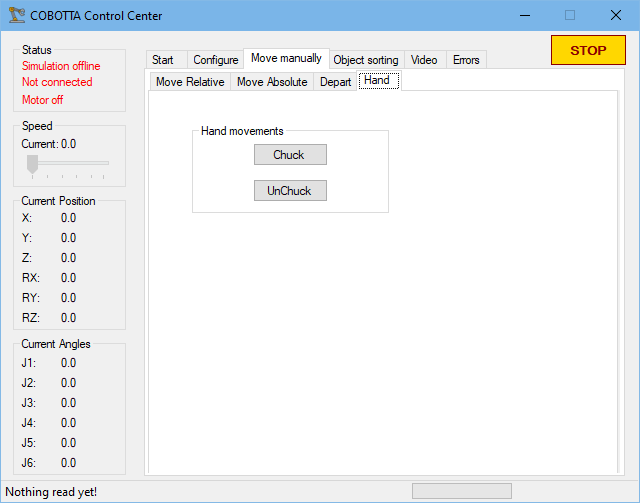 COBOTTA Control Center
STOP
Status
Simulation offline
Not connected
Motor off
Speed
Current: 0.0
Current Position
X: 0.0
Y: 0.0
Z: 0.0
RX: 0.0
RY: 0.0
RZ: 0.0
Current Angles
J1: 0.0
J2: 0.0
J3: 0.0
J4: 0.0
J5: 0.0
J6: 0.0
Start Configure Move manually Object sorting Video Errors
Move Relative Move Absolute Depart Hand
Hand movements
Chuck
UnChuck
Nothing read yet!